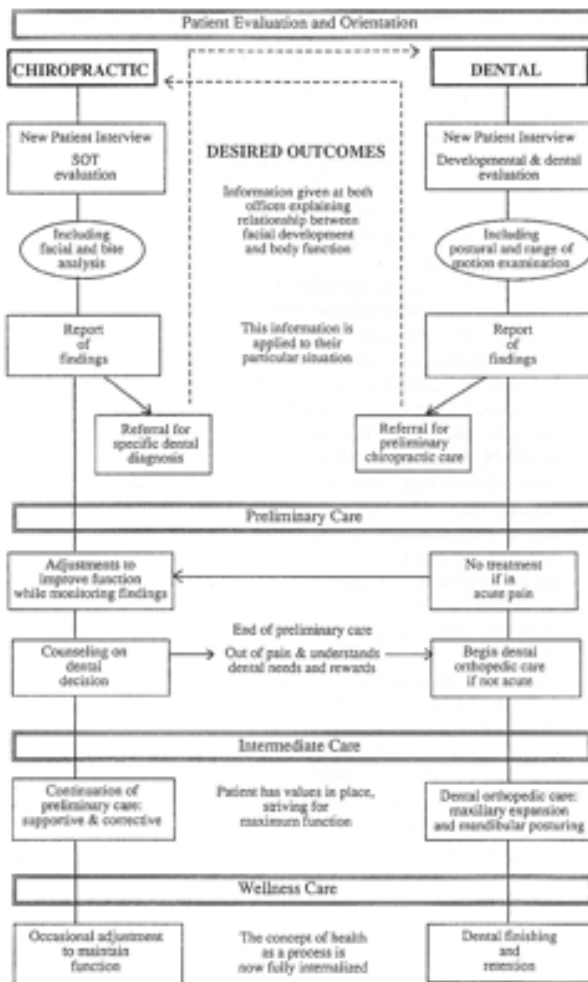 Patient Evaluation and Orientation
CHIROPRACTIC
DENTAL
New Patient Interview
SOT
evaluation
DESIRED OUTCOMES
New Patient Interview
Developmental & dental
evaluation
Information given at both
offices explaining
relationship between
facial development
and body function
Including
facial and bite
analysis
Including
postural and range of
motion examination
Report
of
findings
This information is
applied to their
particular situation
Report
of
findings
Referral for
specific dental
diagnosis
Referral for
preliminary
chiropractic care
Preliminary Care
Adjustments to
improve function
while monitoring findings
No treatment
if in
acute pain
Counseling on
dental
decision
End of preliminary care
Out of pain & understands
dental needs and rewards
Begin dental
orthopedic care
if not acute
Intermediate Care
Continuation of
preliminary care:
supportive & corrective
Patient has values in place,
striving for
maximum function
Dental orthopedic care:
maxillary expansion
and mandibular posturing
Wellness Care
Occasional adjustment
to maintain
function
The concept of health
as a process is
now fully internalized
Dental finishing
and
retention